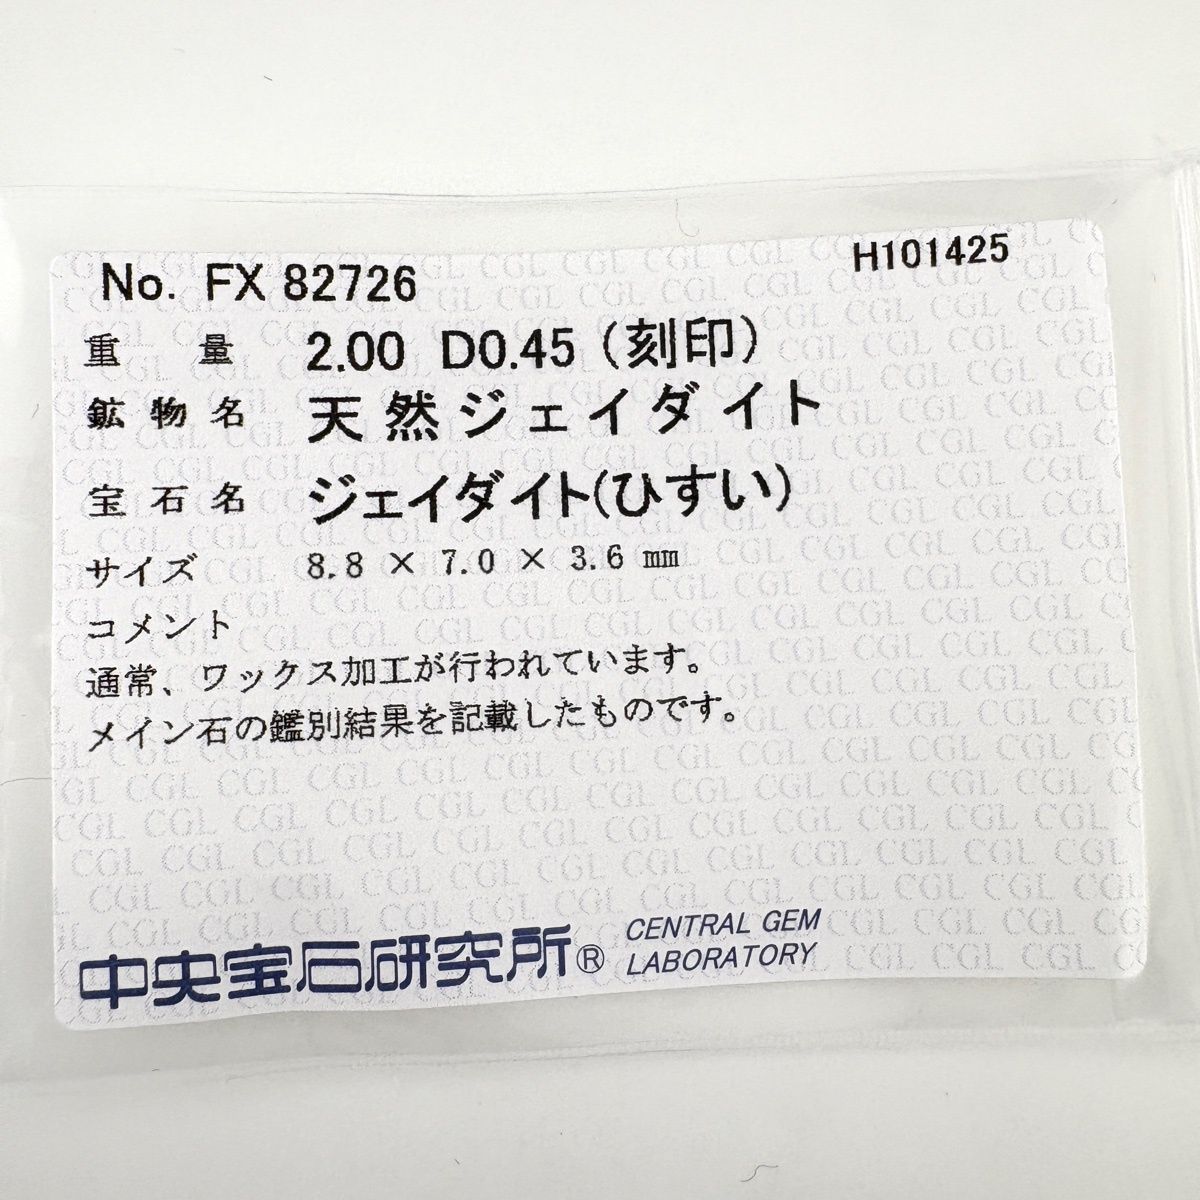 No. FX 82726 H101425
重量 2.00 D0.45 (刻印)
鉱物名 天然ジェイダイト
宝石名 ジェイダイト(ひすい)
サイズ 8.8 × 7.0 × 3.6 mm
コメント
通常、ワックス加工が行われています。
メイン石の鑑別結果を記載したものです。
中央宝石研究所® CENTRAL GEM
LABORATORY